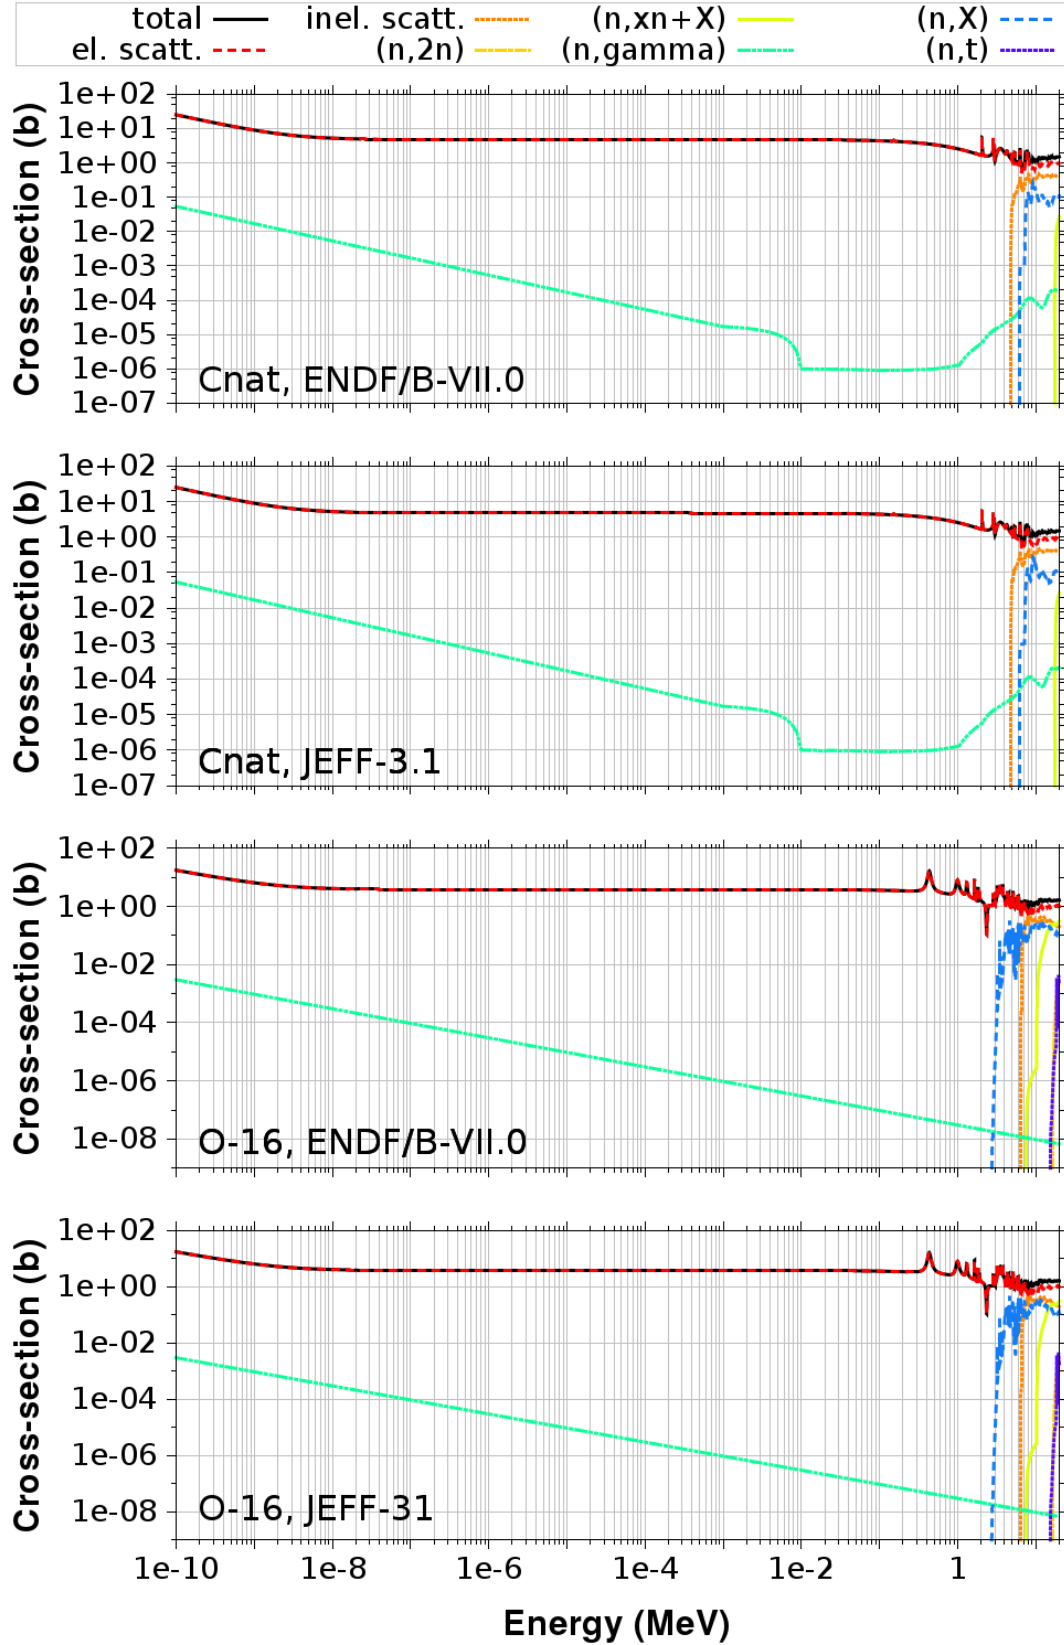 total inel. scatt. (n,xn+X) (n,X)
el. scatt. (n,2n) (n,gamma) (n,t)
Cross-section (b)
1e+02
1e+01
1e+00
1e-01
1e-02
1e-03
1e-04
1e-05
1e-06
1e-07
Cnat, ENDF/B-VII.0
Cross-section (b)
1e+02
1e+01
1e+00
1e-01
1e-02
1e-03
1e-04
1e-05
1e-06
1e-07
Cnat, JEFF-3.1
Cross-section (b)
1e+02
1e+00
1e-02
1e-04
1e-06
1e-08
O-16, ENDF/B-VII.0
Cross-section (b)
1e+02
1e+00
1e-02
1e-04
1e-06
1e-08
O-16, JEFF-31
1e-10 1e-8 1e-6 1e-4 1e-2 1
Energy (MeV)